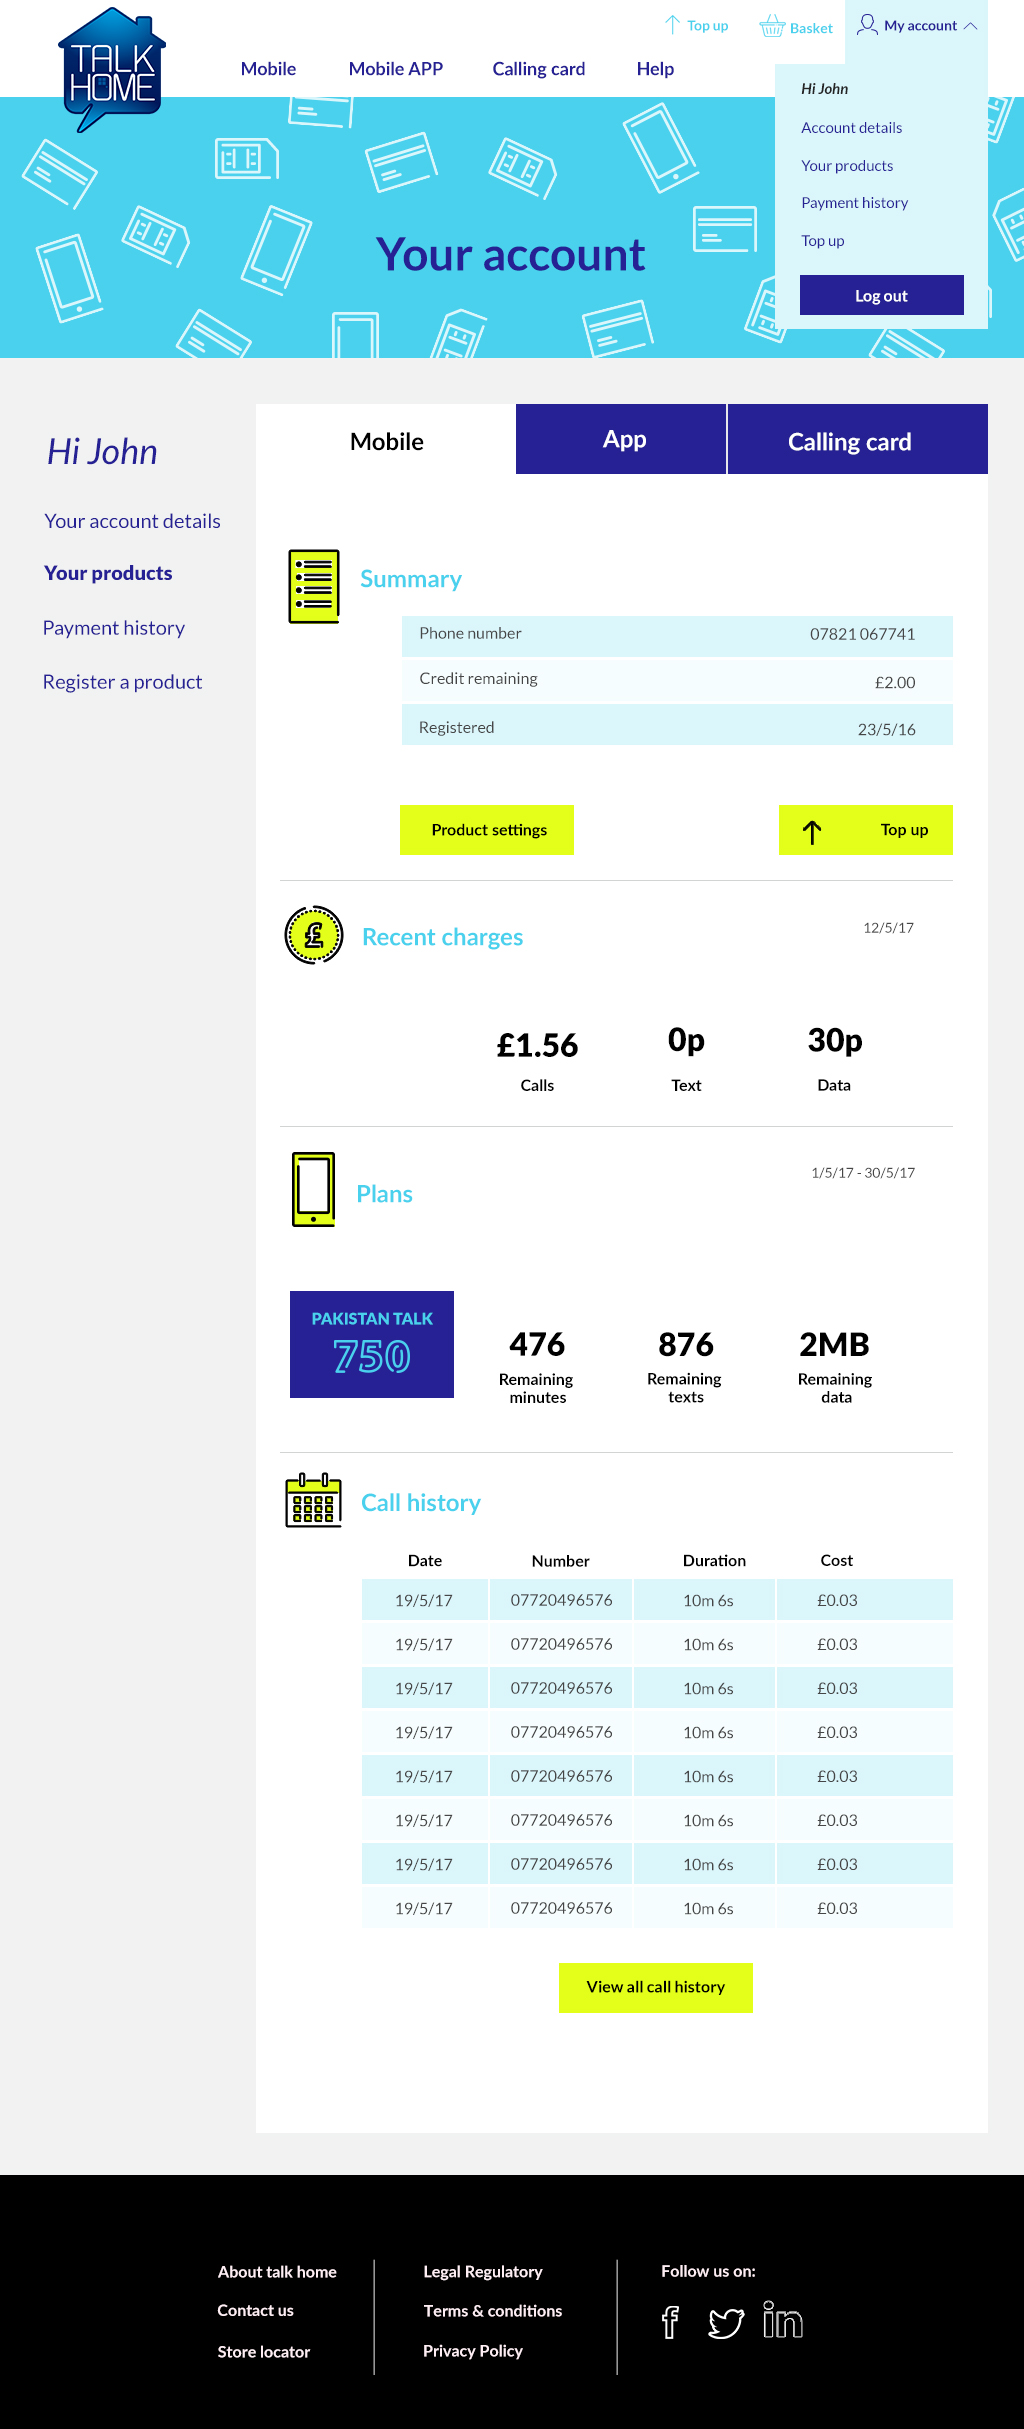 TALK
HOME
Top up
Basket
My account
Mobile
Mobile APP
Calling card
Help
Hi John
Account details
Your products
Payment history
Top up
Log out
Your account
Hi John
Your account details
Your products
Payment history
Register a product
Mobile
App
Calling card
Summary
Phone number 07821 067741
Credit remaining £2.00
Registered 23/5/16
Product settings
Top up
Recent charges
12/5/17
£1.56 0p 30p
Calls Text Data
Plans
1/5/17 - 30/5/17
PAKISTAN TALK
750
476 876 2MB
Remaining Remaining Remaining
minutes texts data
Call history
Date Number Duration Cost
19/5/17 07720496576 10m 6s £0.03
19/5/17 07720496576 10m 6s £0.03
19/5/17 07720496576 10m 6s £0.03
19/5/17 07720496576 10m 6s £0.03
19/5/17 07720496576 10m 6s £0.03
19/5/17 07720496576 10m 6s £0.03
19/5/17 07720496576 10m 6s £0.03
19/5/17 07720496576 10m 6s £0.03
View all call history
About talk home
Contact us
Store locator
Legal Regulatory
Terms & conditions
Privacy Policy
Follow us on:
f
in